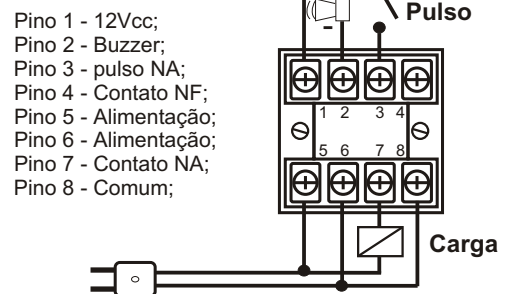 Pulso
Pino 1 - 12Vcc;
Pino 2 - Buzzer;
Pino 3 - pulso NA;
Pino 4 - Contato NF;
Pino 5 - Alimentação;
Pino 6 - Alimentação;
Pino 7 - Contato NA;
Pino 8 - Comum;
-
1 2 3 4
5 6 7 8
Carga